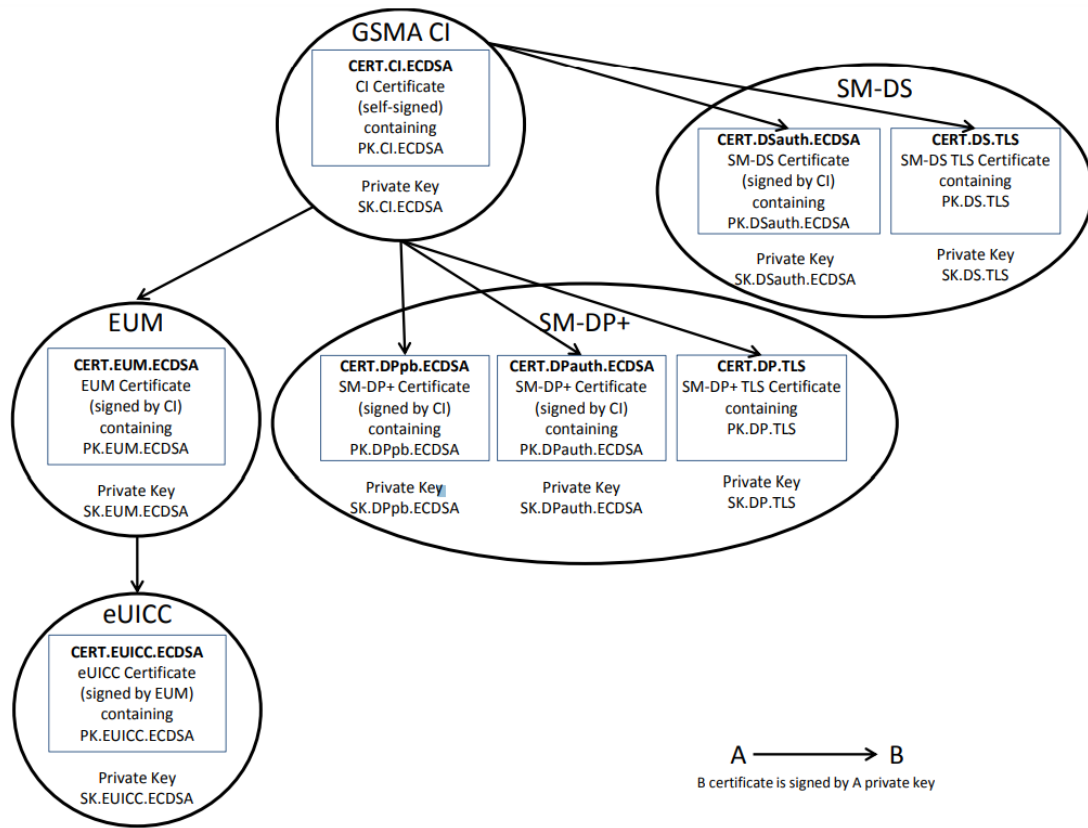 GSMA CI
CERT.CI.ECDSA
CI Certificate
(self-signed)
containing
PK.CI.ECDSA
Private Key
SK.CI.ECDSA
SM-DS
CERT.DSauth.ECDSA
SM-DS Certificate
(signed by CI)
containing
PK.DSauth.ECDSA
Private Key
SK.DSauth.ECDSA
CERT.DS.TLS
SM-DS TLS Certificate
containing
PK.DS.TLS
Private Key
SK.DS.TLS
EUM
CERT.EUM.ECDSA
EUM Certificate
(signed by CI)
containing
PK.EUM.ECDSA
Private Key
SK.EUM.ECDSA
SM-DP+
CERT.DPpb.ECDSA
SM-DP+ Certificate
(signed by CI)
containing
PK.DPpb.ECDSA
Private Key
SK.DPpb.ECDSA
CERT.DPauth.ECDSA
SM-DP+ Certificate
(signed by CI)
containing
PK.DPauth.ECDSA
Private Key
SK.DPauth.ECDSA
CERT.DP.TLS
SM-DP+ TLS Certificate
containing
PK.DP.TLS
Private Key
SK.DP.TLS
eUICC
CERT.EUICC.ECDSA
eUICC Certificate
(signed by EUM)
containing
PK.EUICC.ECDSA
Private Key
SK.EUICC.ECDSA
A B
B certificate is signed by A private key